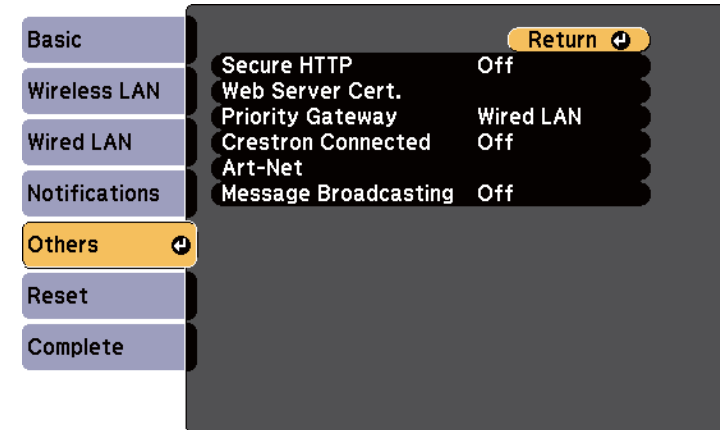 Basic
Wireless LAN
Wired LAN
Notifications
Others
Reset
Complete
Return
Secure HTTP Off
Web Server Cert.
Priority Gateway Wired LAN
Crestron Connected Off
Art-Net
Message Broadcasting Off